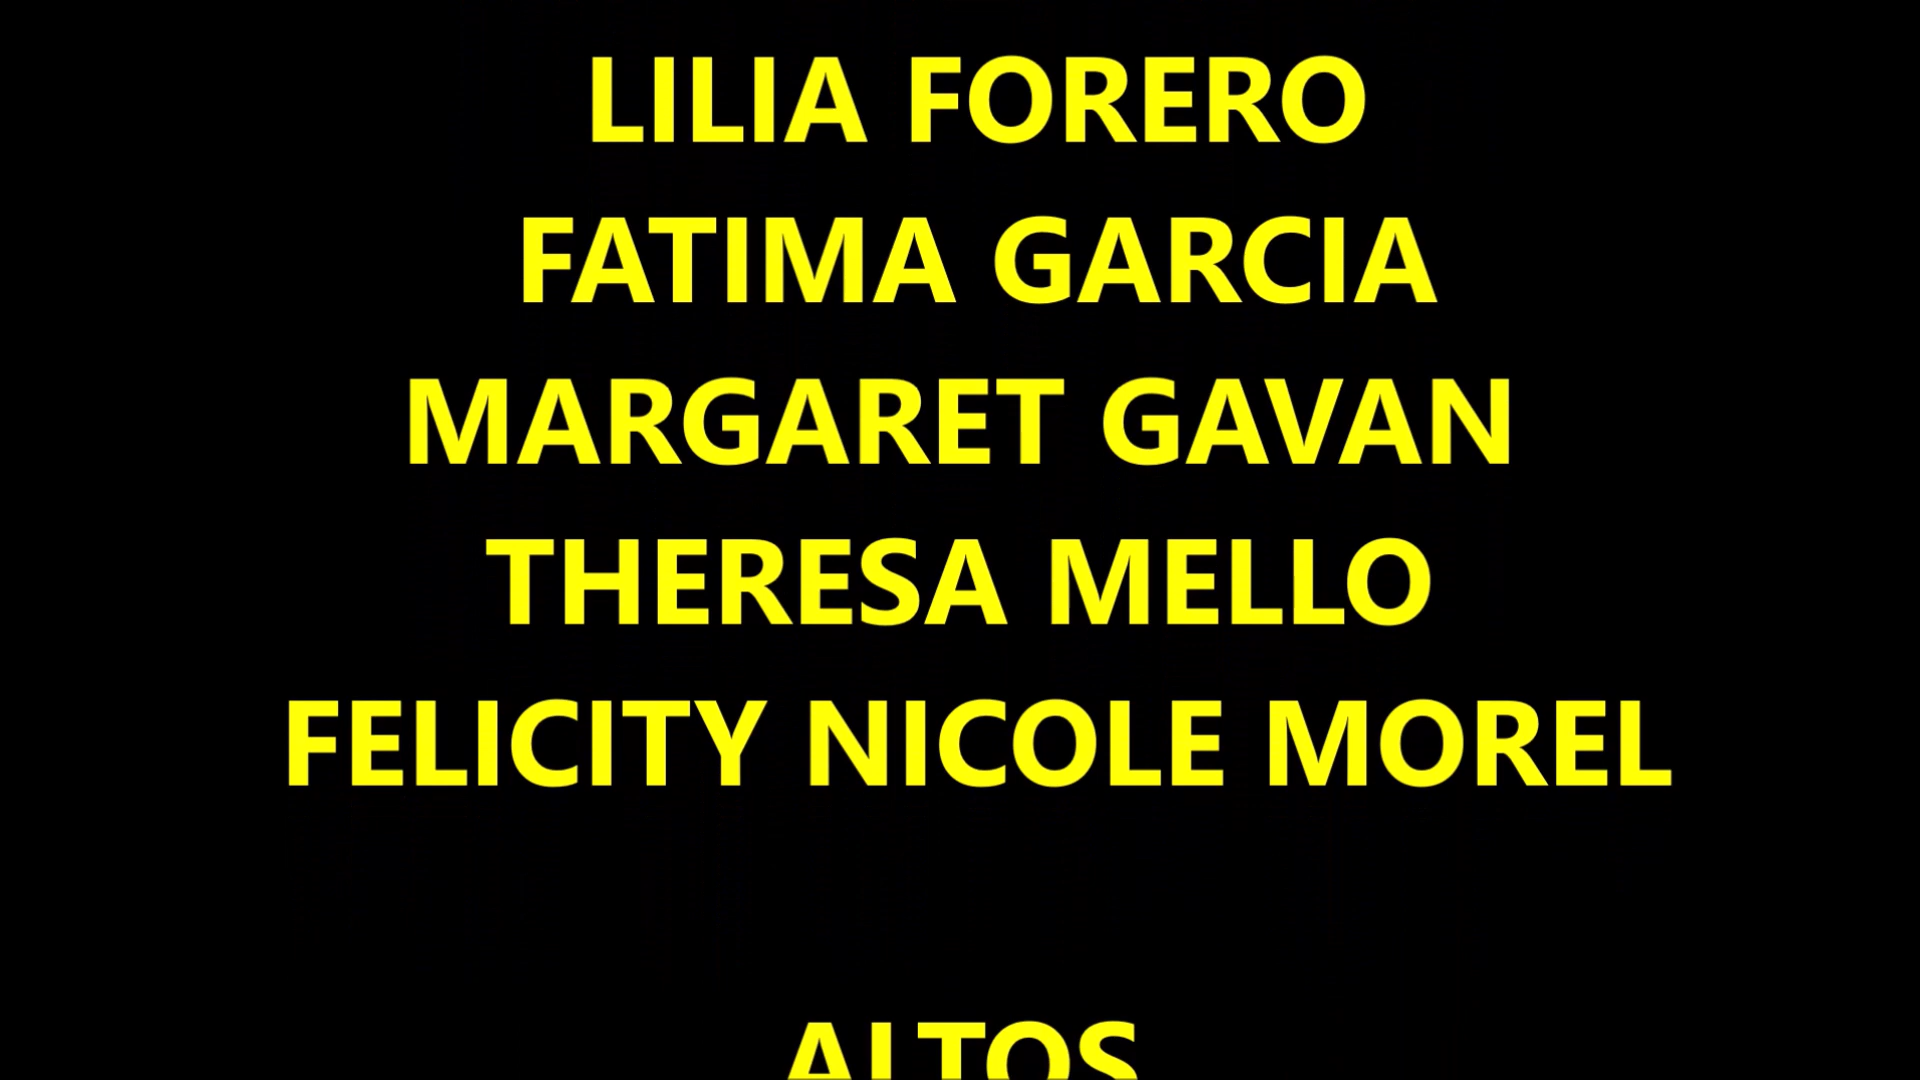 LILIA FORERO
FATIMA GARCIA
MARGARET GAVAN
THERESA MELLO
FELICITY NICOLE MOREL
ALTOS